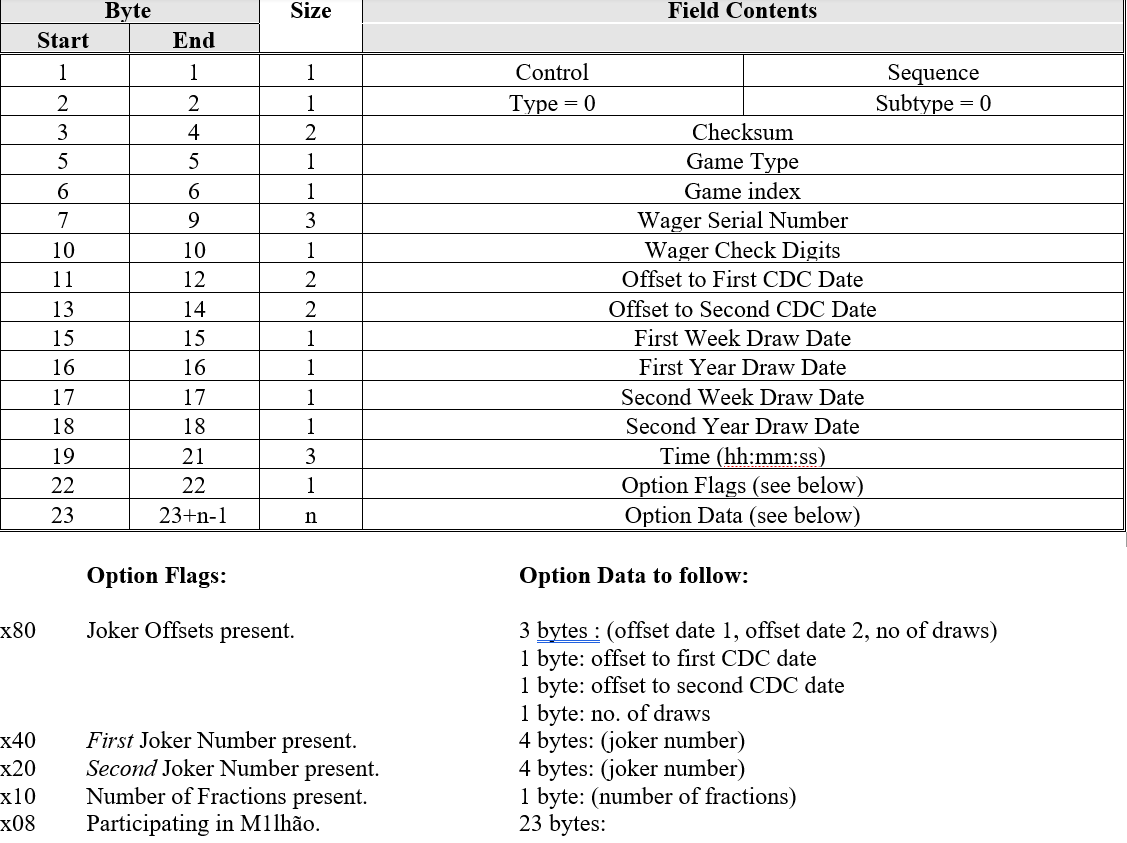 Byte Size Field Contents
Start End
1 1 1 Control Sequence
2 2 1 Type = 0 Subtype = 0
3 4 2 Checksum
5 5 1 Game Type
6 6 1 Game index
7 9 3 Wager Serial Number
10 10 1 Wager Check Digits
11 12 2 Offset to First CDC Date
13 14 2 Offset to Second CDC Date
15 15 1 First Week Draw Date
16 16 1 First Year Draw Date
17 17 1 Second Week Draw Date
18 18 1 Second Year Draw Date
19 21 3 Time (hh:mm:ss)
22 22 1 Option Flags (see below)
23 23+n-1 n Option Data (see below)
Option Flags: Option Data to follow:
x80 Joker Offsets present. 3 bytes : (offset date 1, offset date 2, no of draws)
1 byte: offset to first CDC date
1 byte: offset to second CDC date
1 byte: no. of draws
x40 First Joker Number present. 4 bytes: (joker number)
x20 Second Joker Number present. 4 bytes: (joker number)
x10 Number of Fractions present. 1 byte: (number of fractions)
x08 Participating in M1lhão. 23 bytes: